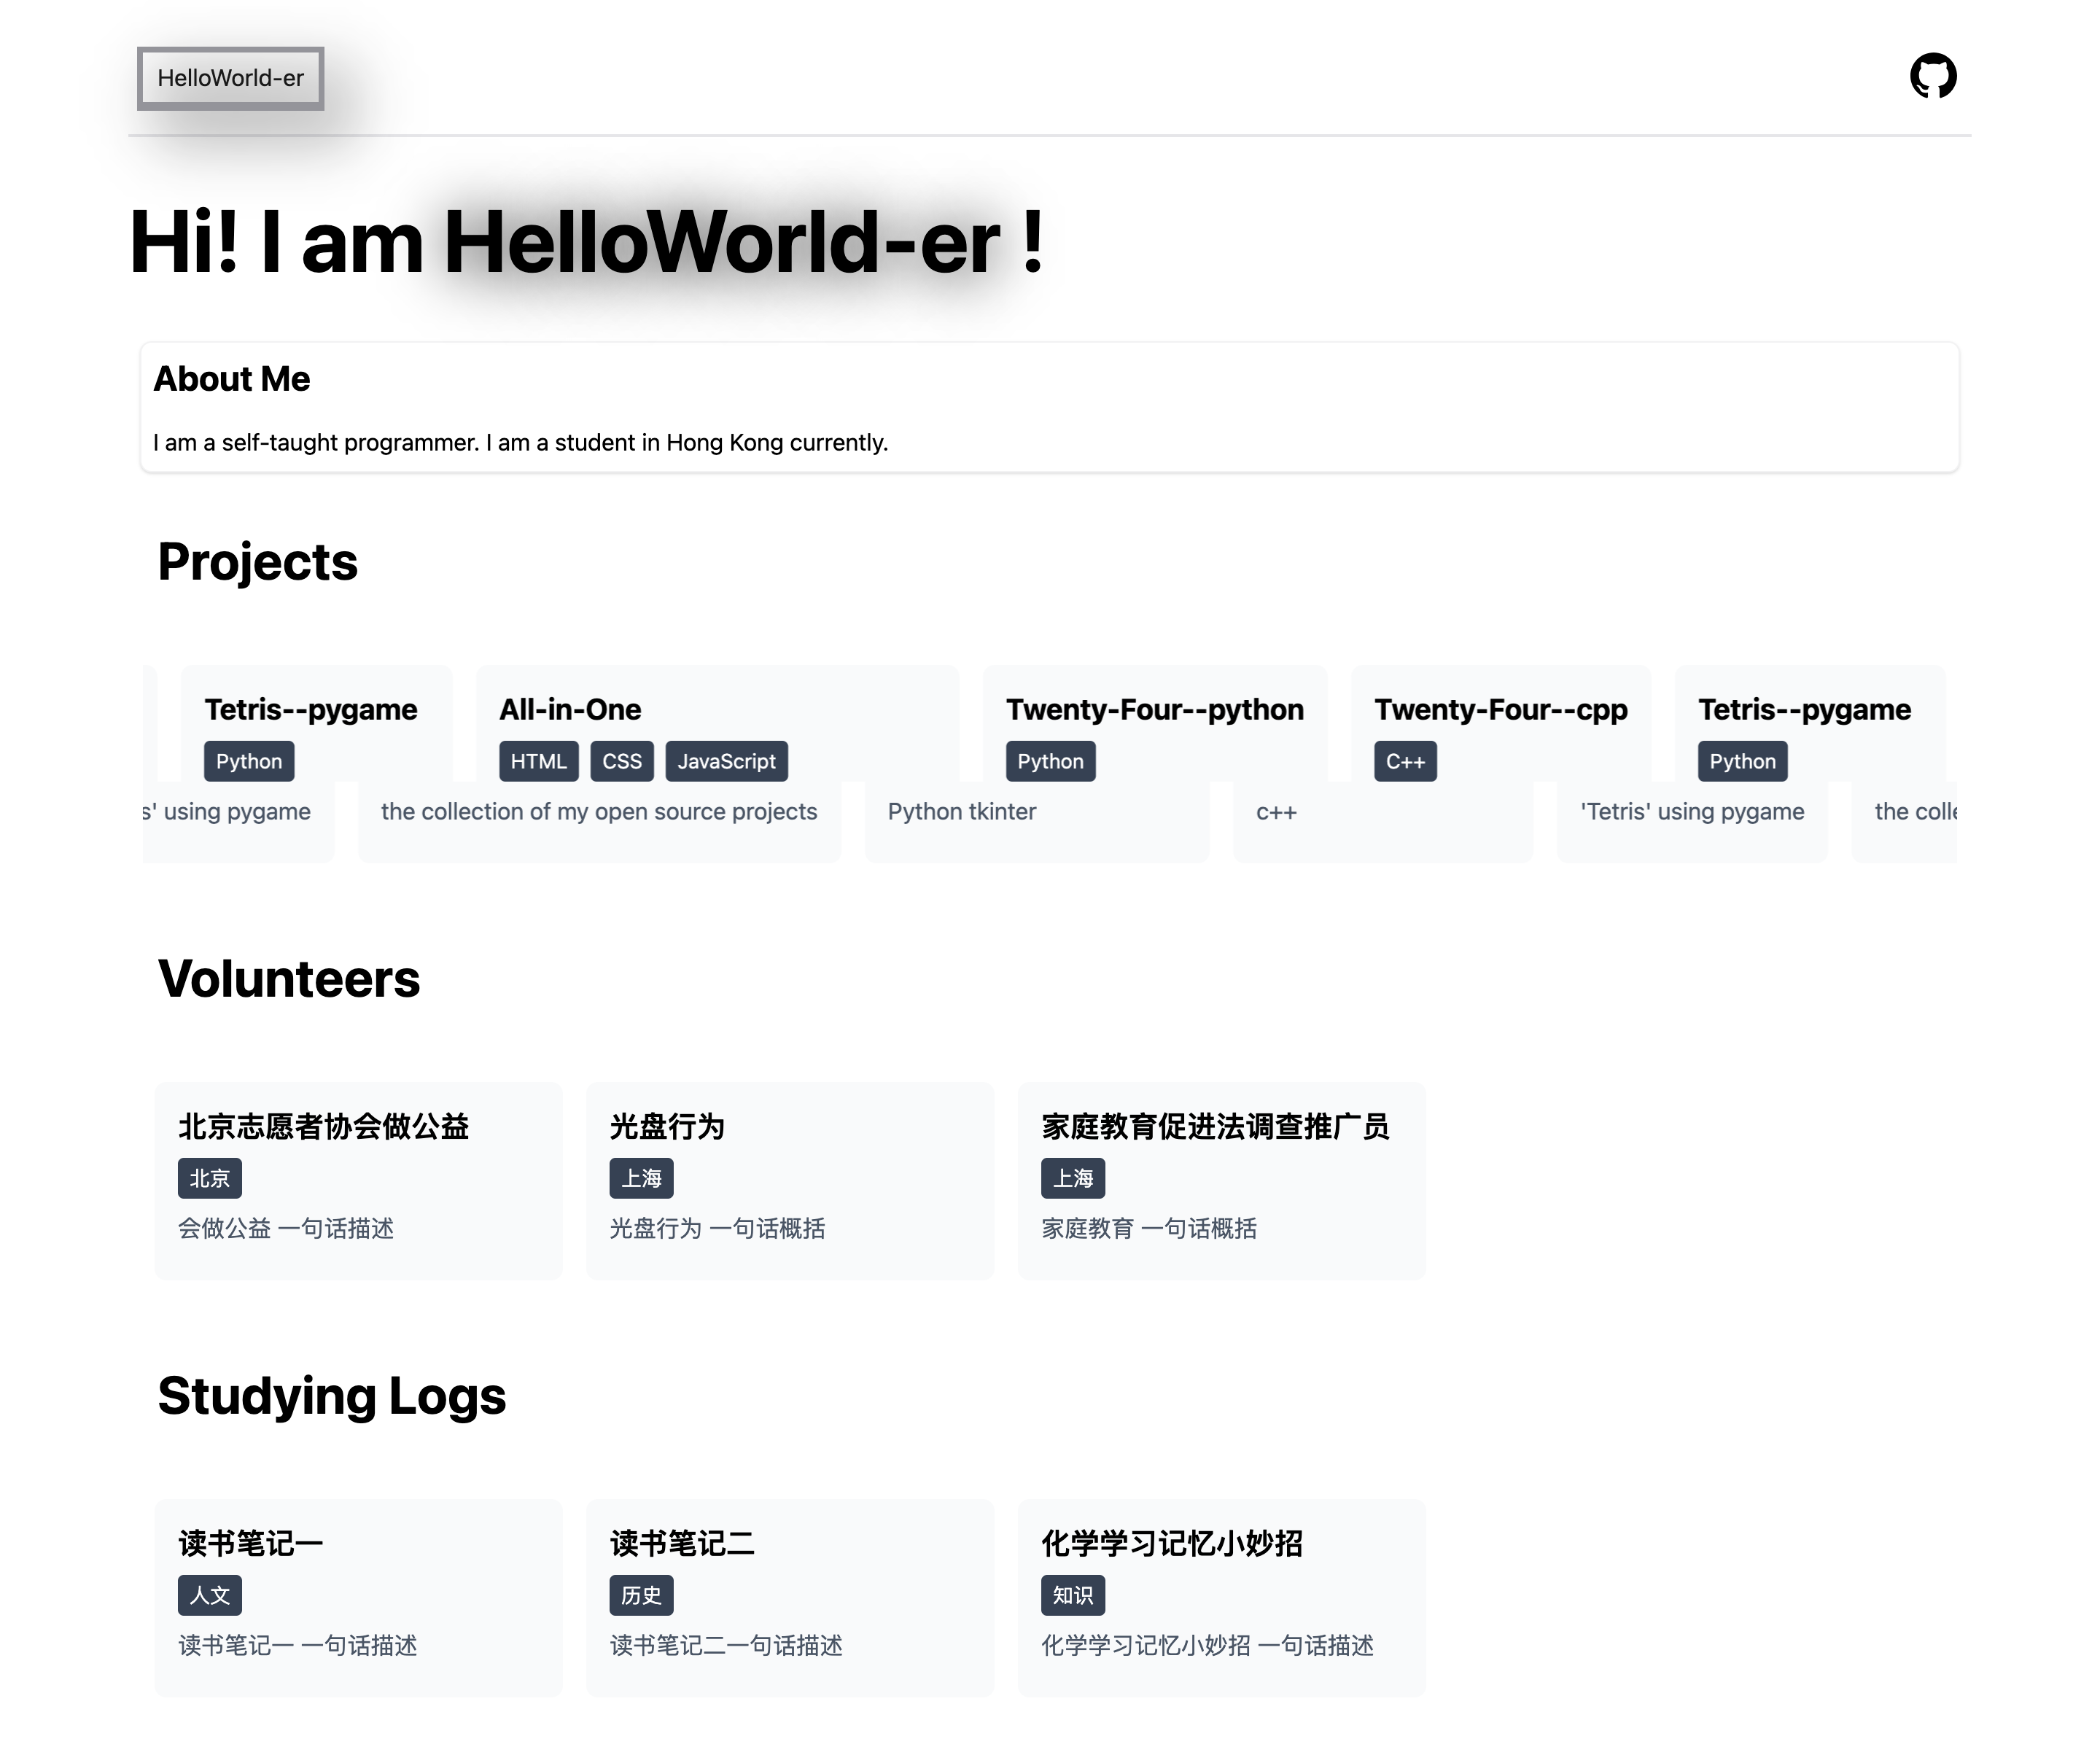 HelloWorld-er
Hi! I am HelloWorld-er !
About Me
I am a self-taught programmer. I am a student in Hong Kong currently.
Projects
Tetris--pygame All-in-One Twenty-Four--python Twenty-Four--cpp Tetris--pygame
Python HTML CSS JavaScript Python C++ Python
s' using pygame the collection of my open source projects Python tkinter c++ 'Tetris' using pygame the colle
Volunteers
北京志愿者协会做公益 光盘行为 家庭教育促进法调查推广员
北京 上海 上海
会做公益 一句话描述 光盘行为 一句话概括 家庭教育 一句话概括
Studying Logs
读书笔记一 读书笔记二 化学学习记忆小妙招
人文 历史 知识
读书笔记一 一句话描述 读书笔记二一句话描述 化学学习记忆小妙招 一句话描述